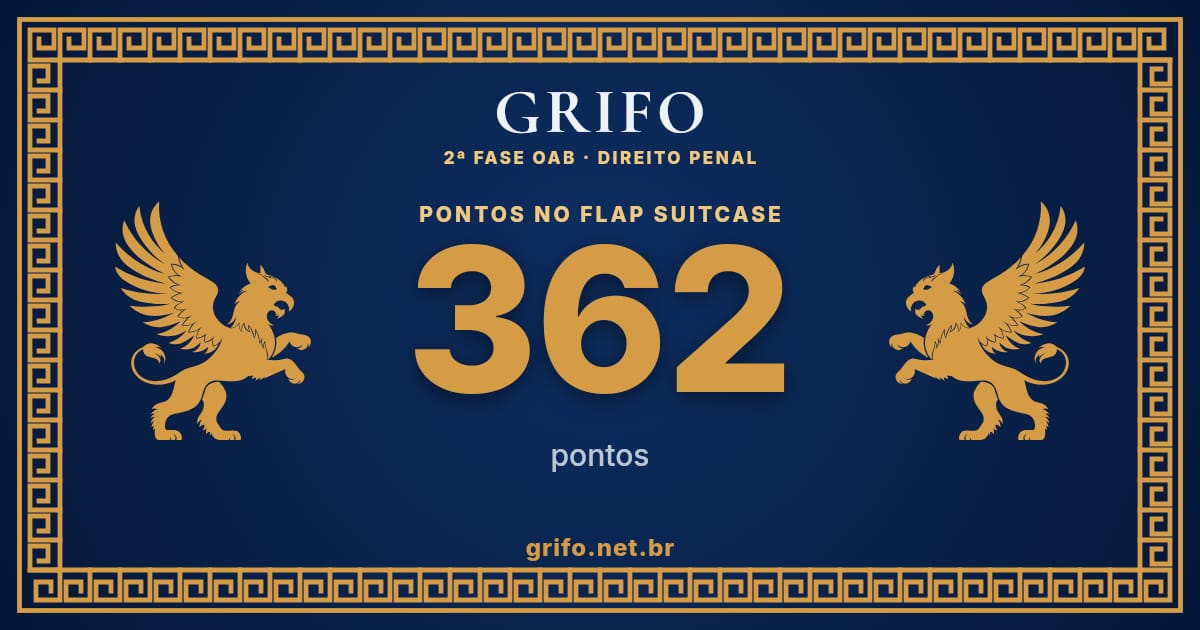 GRIFO
2ª FASE OAB · DIREITO PENAL
PONTOS NO FLAP SUITCASE
362
pontos
grifo.net.br